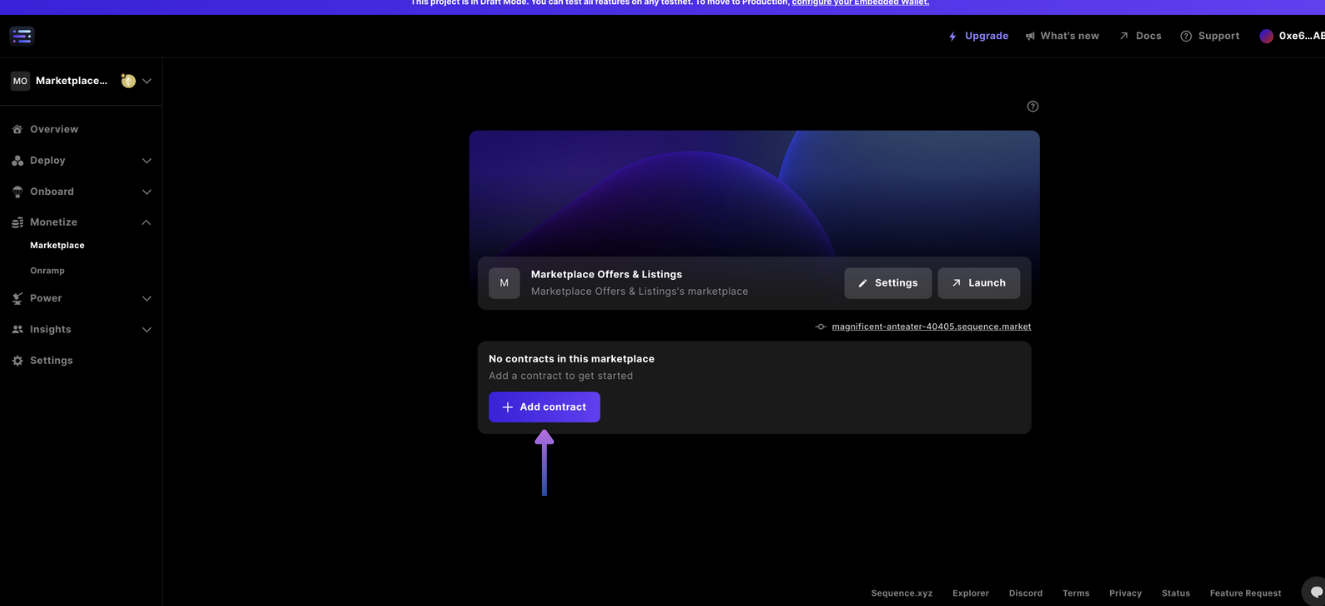 This project is in Draft Mode. You can test all features on any testnet. To move to Production, configure your Embedded Wallet.
Upgrade
What's new
Docs
Support
0xe6...AB
MO Marketplace...
Overview
Deploy
Onboard
Monetize
Marketplace
Onramp
Power
Insights
Settings
M
Marketplace Offers & Listings
Marketplace Offers & Listings's marketplace
Settings
Launch
magnificent-anteater-40405.sequence.market
No contracts in this marketplace
Add a contract to get started
Add contract
Sequence.xyz
Explorer
Discord
Terms
Privacy
Status
Feature Request